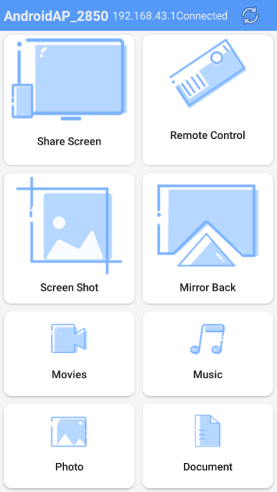 AndroidAP_2850 192.168.43.1Connected
Share Screen
Remote Control
Screen Shot
Mirror Back
Movies
Music
Photo
Document